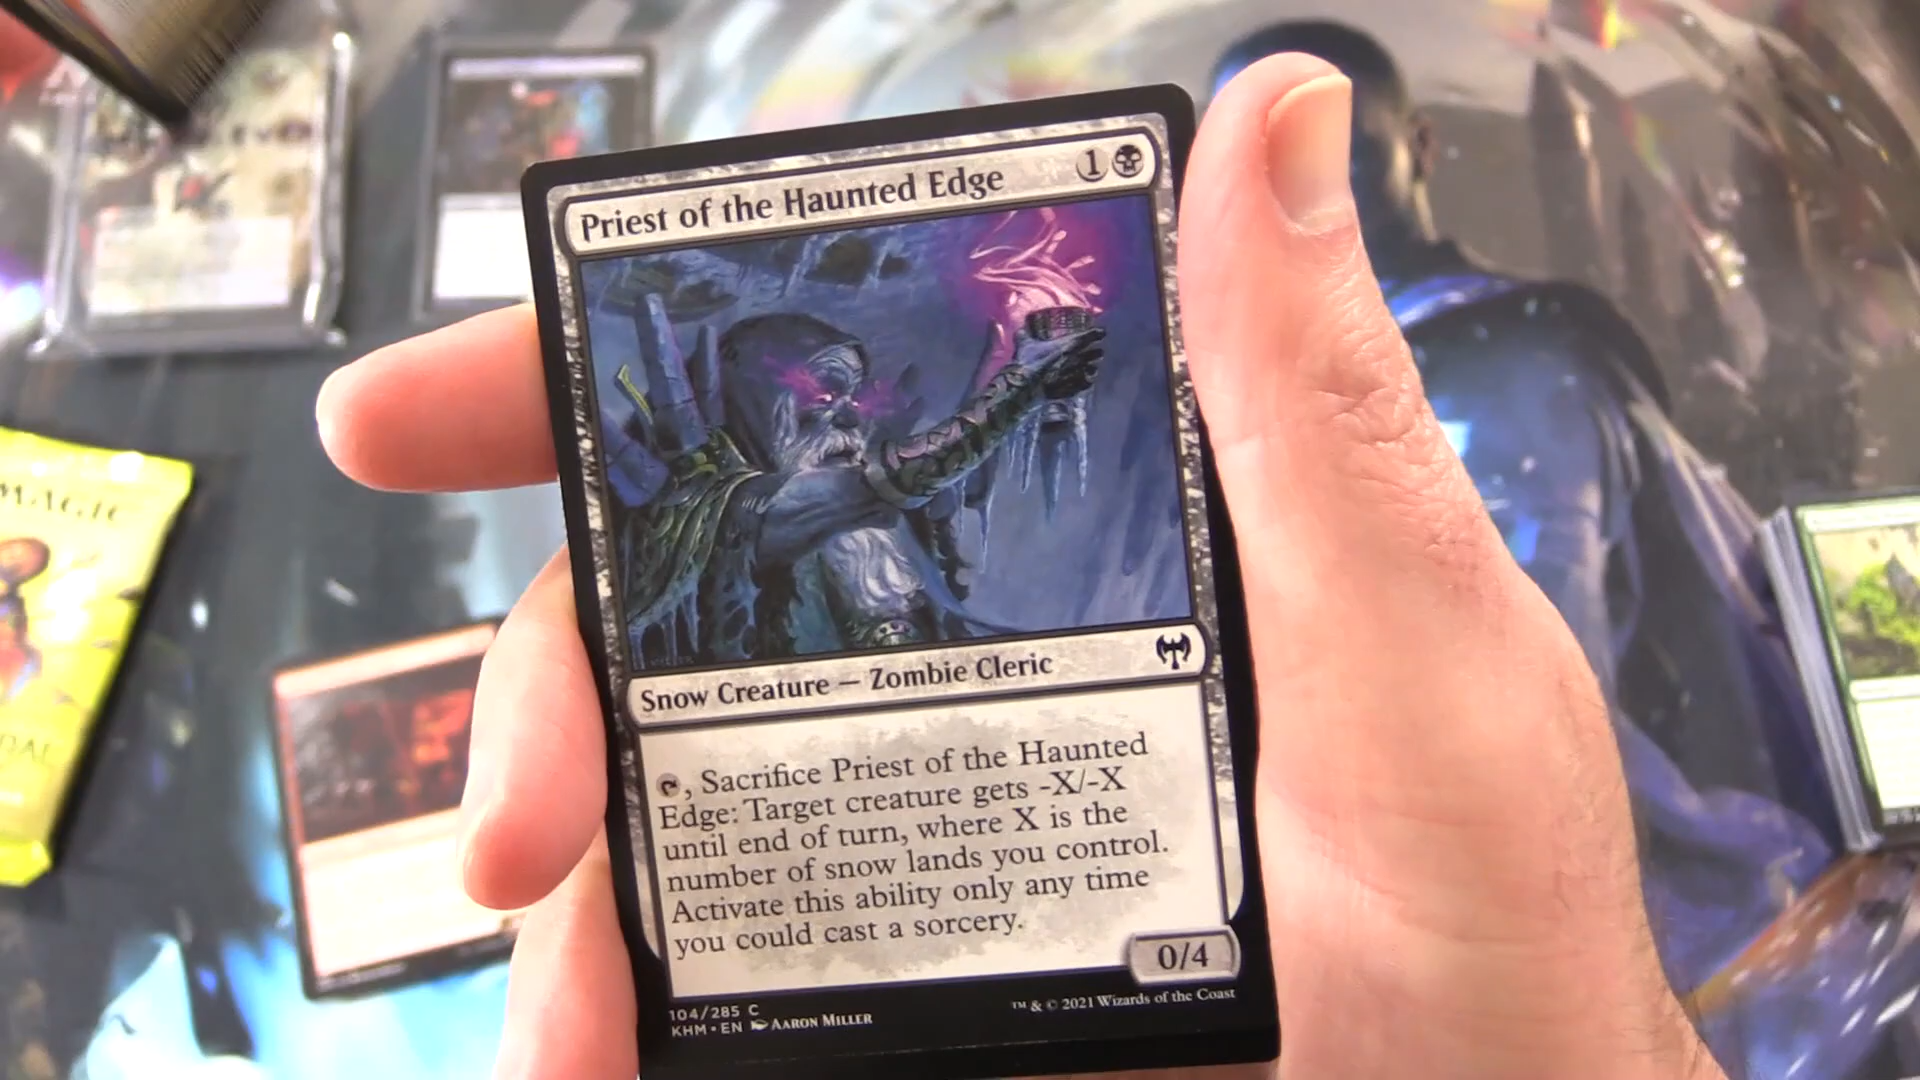 Priest of the Haunted Edge 1
Snow Creature — Zombie Cleric
, Sacrifice Priest of the Haunted
Edge: Target creature gets -X/-X
until end of turn, where X is the
number of snow lands you control.
Activate this ability only any time
you could cast a sorcery.
0/4
104/285 C
KHM • EN AARON MILLER
™ & © 2021 Wizards of the Coast
MAGIC